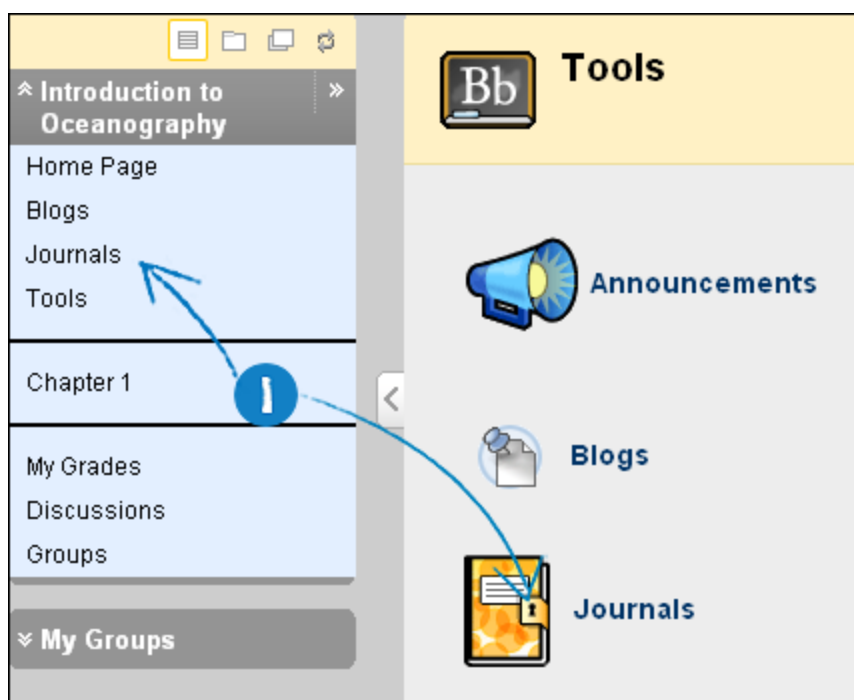 Introduction to
Oceanography
Home Page
Blogs
Journals
Tools
Chapter 1
1
My Grades
Discussions
Groups
My Groups
Bb
Tools
Announcements
Blogs
Journals